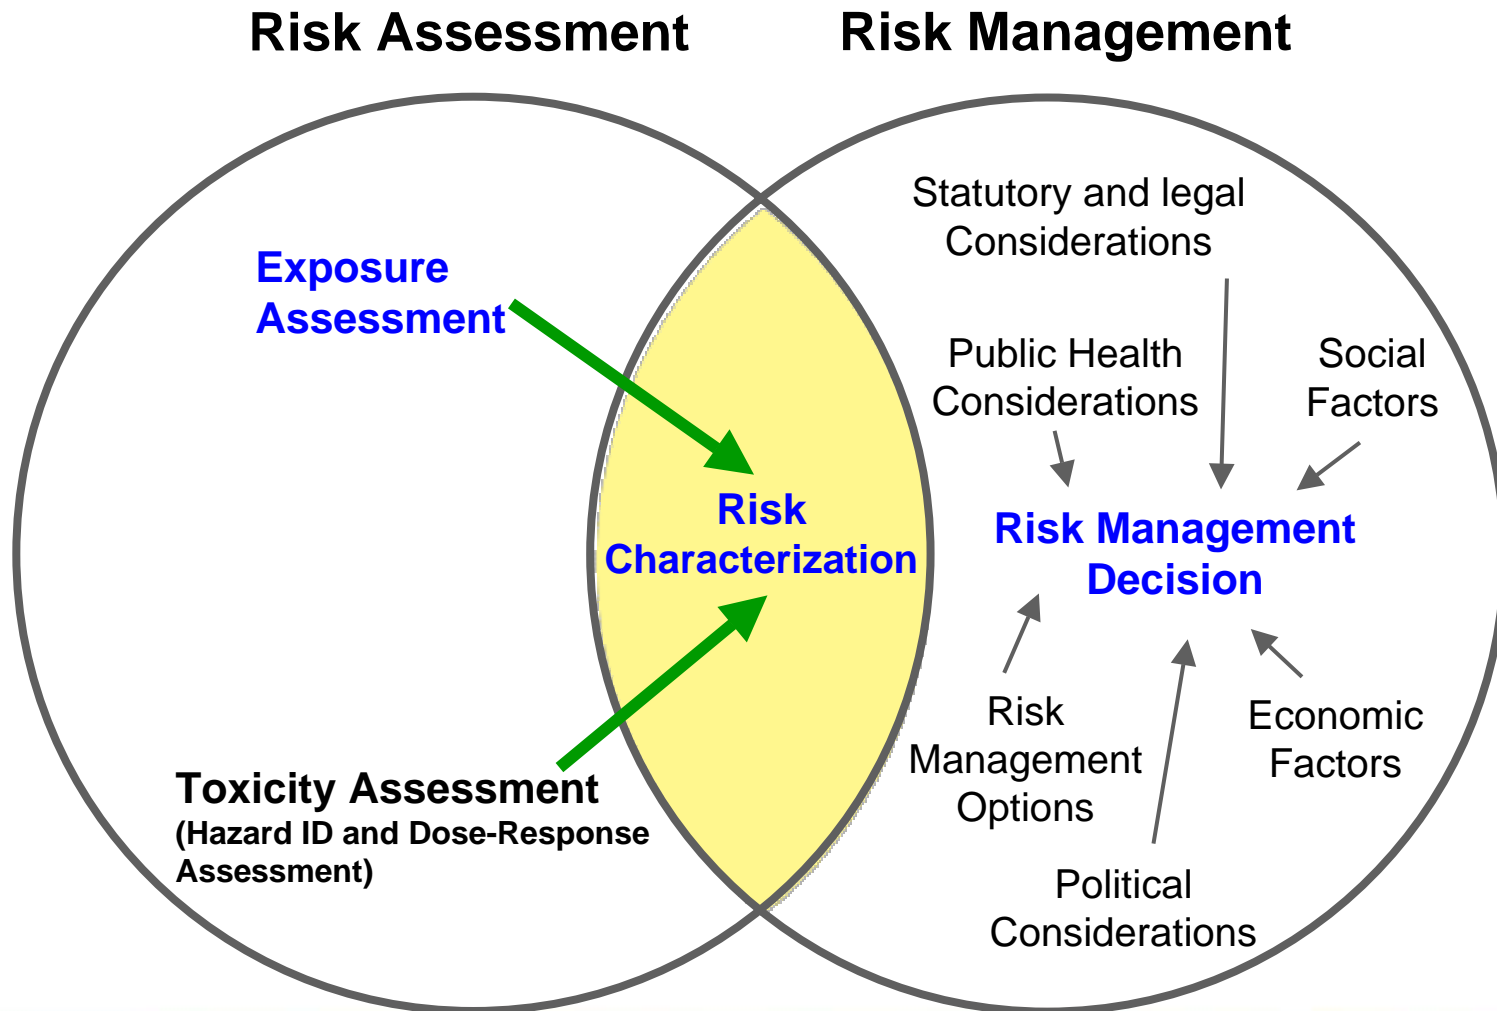 Risk Assessment
Risk Management
Exposure
Assessment
Toxicity Assessment
(Hazard ID and Dose-Response
Assessment)
Risk
Characterization
Statutory and legal
Considerations
Public Health
Considerations
Social
Factors
Risk Management
Decision
Risk
Management
Options
Economic
Factors
Political
Considerations